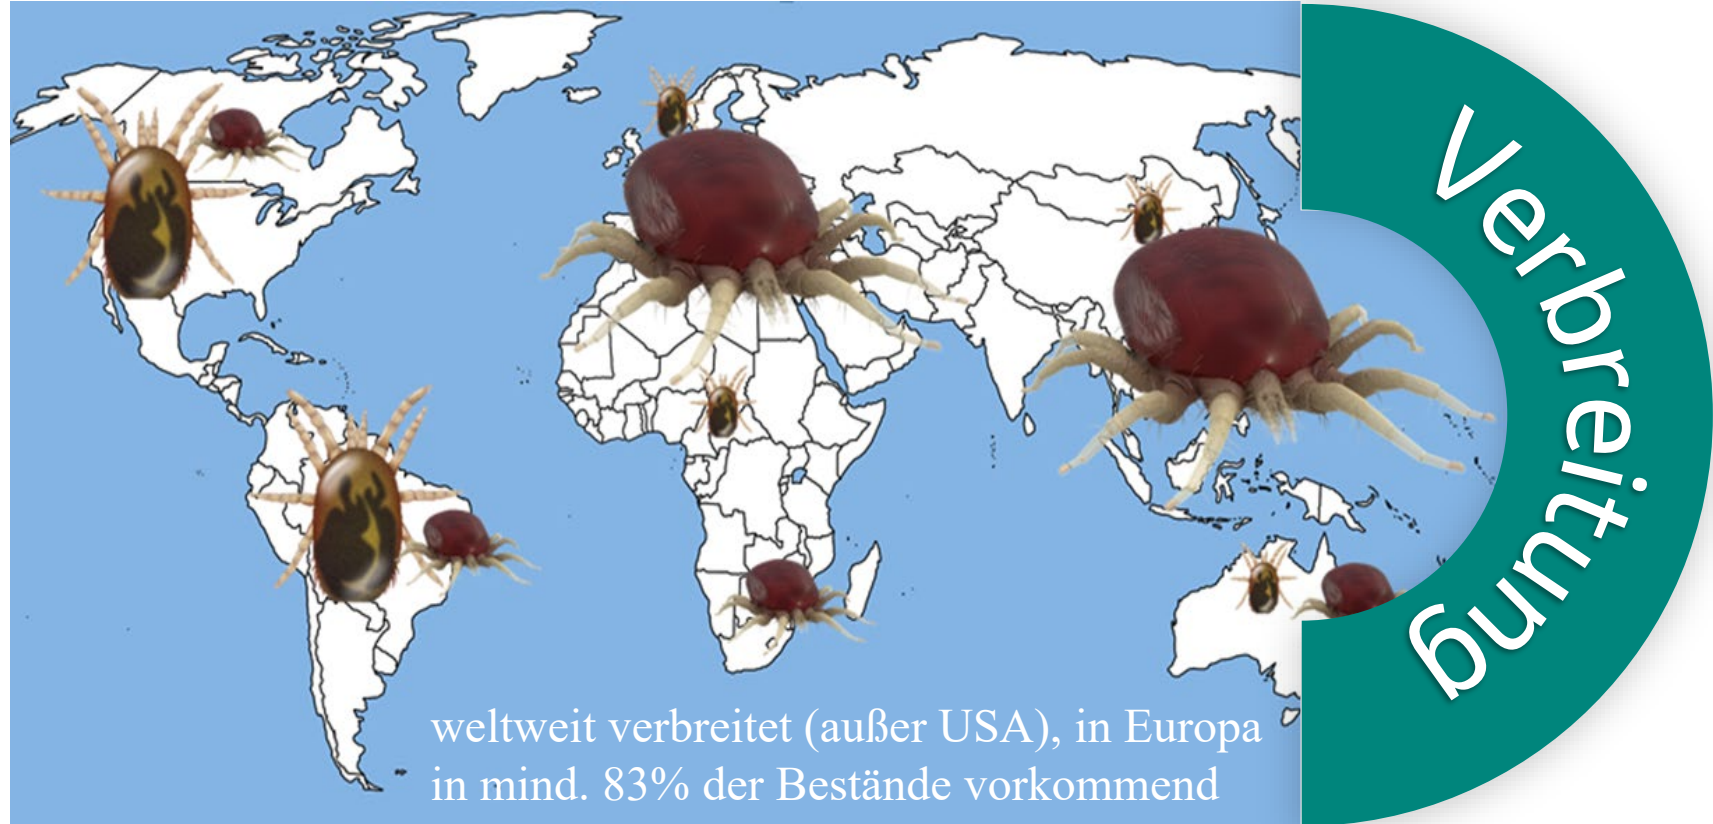 Verbreitung
weltweit verbreitet (außer USA), in Europa
in mind. 83% der Bestände vorkommend